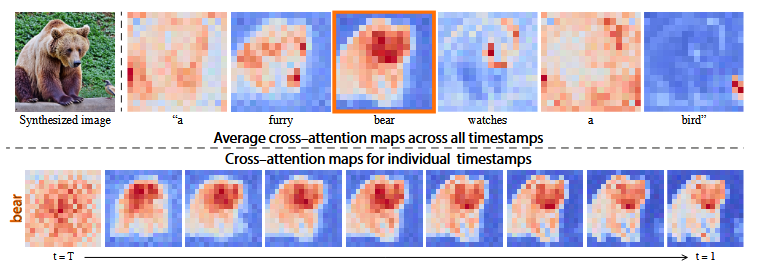 Synthesized image “a furry bear watches a bird”
Average cross–attention maps across all timestamps
Cross–attention maps for individual timestamps
bear
t = T t = 1